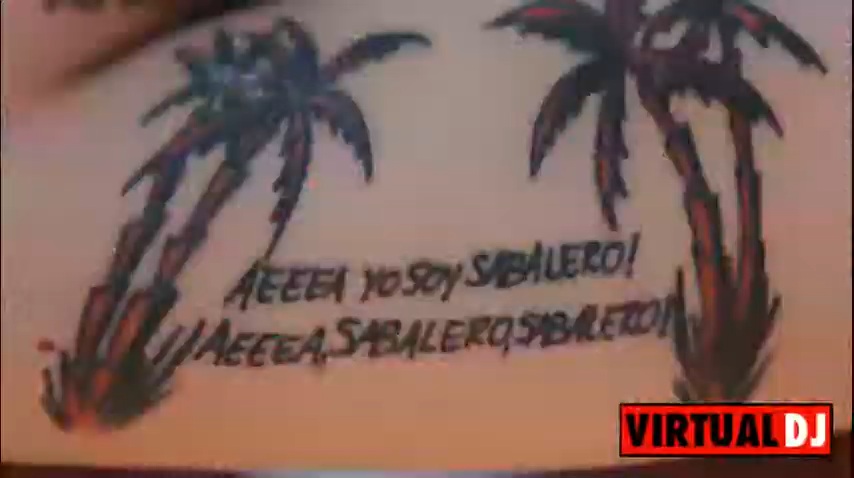 AEEEA YO SOY SABALERO!
//AEEEA, SABALERO, SABALERO//
VIRTUAL DJ